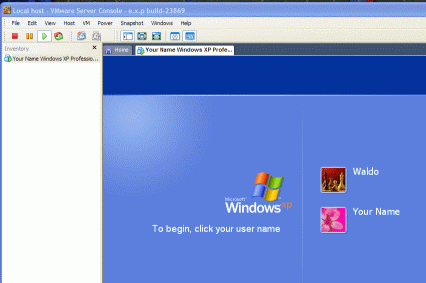 Local host - VMware Server Console - e.x.p build-23869
File Edit View Host VM Power Snapshot Windows Help
Inventory
Home Your Name Windows XP Profe...
Your Name Windows XP Professio...
Waldo
Microsoft
Windows xp
Your Name
To begin, click your user name